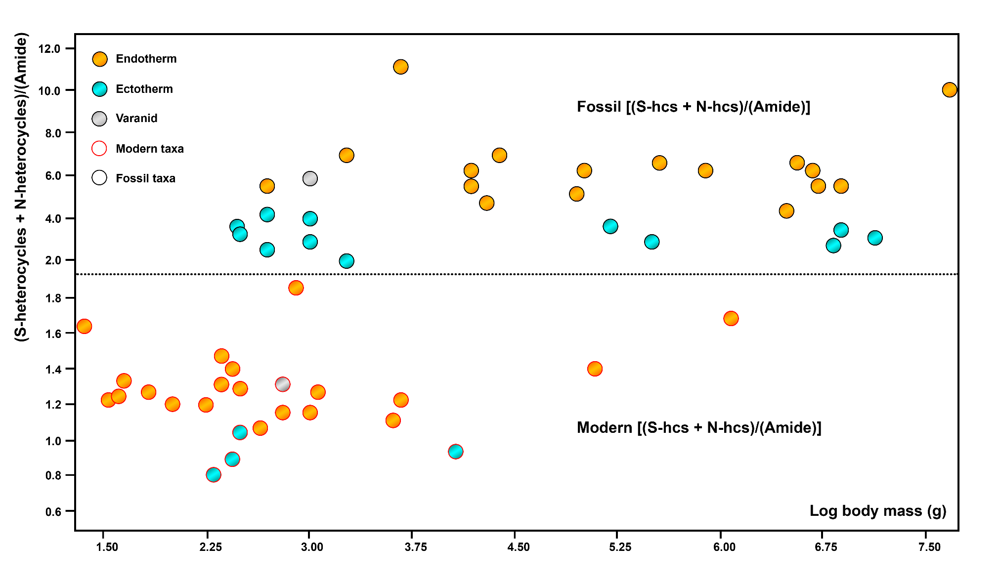 (S-heterocycles + N-heterocycles)/(Amide)
12.0
10.0
8.0
6.0
4.0
2.0
1.8
1.6
1.4
1.2
1.0
0.8
0.6
Endotherm
Ectotherm
Varanid
Modern taxa
Fossil taxa
Fossil [(S-hcs + N-hcs)/(Amide)]
Modern [(S-hcs + N-hcs)/(Amide)]
Log body mass (g)
1.50 2.25 3.00 3.75 4.50 5.25 6.00 6.75 7.50